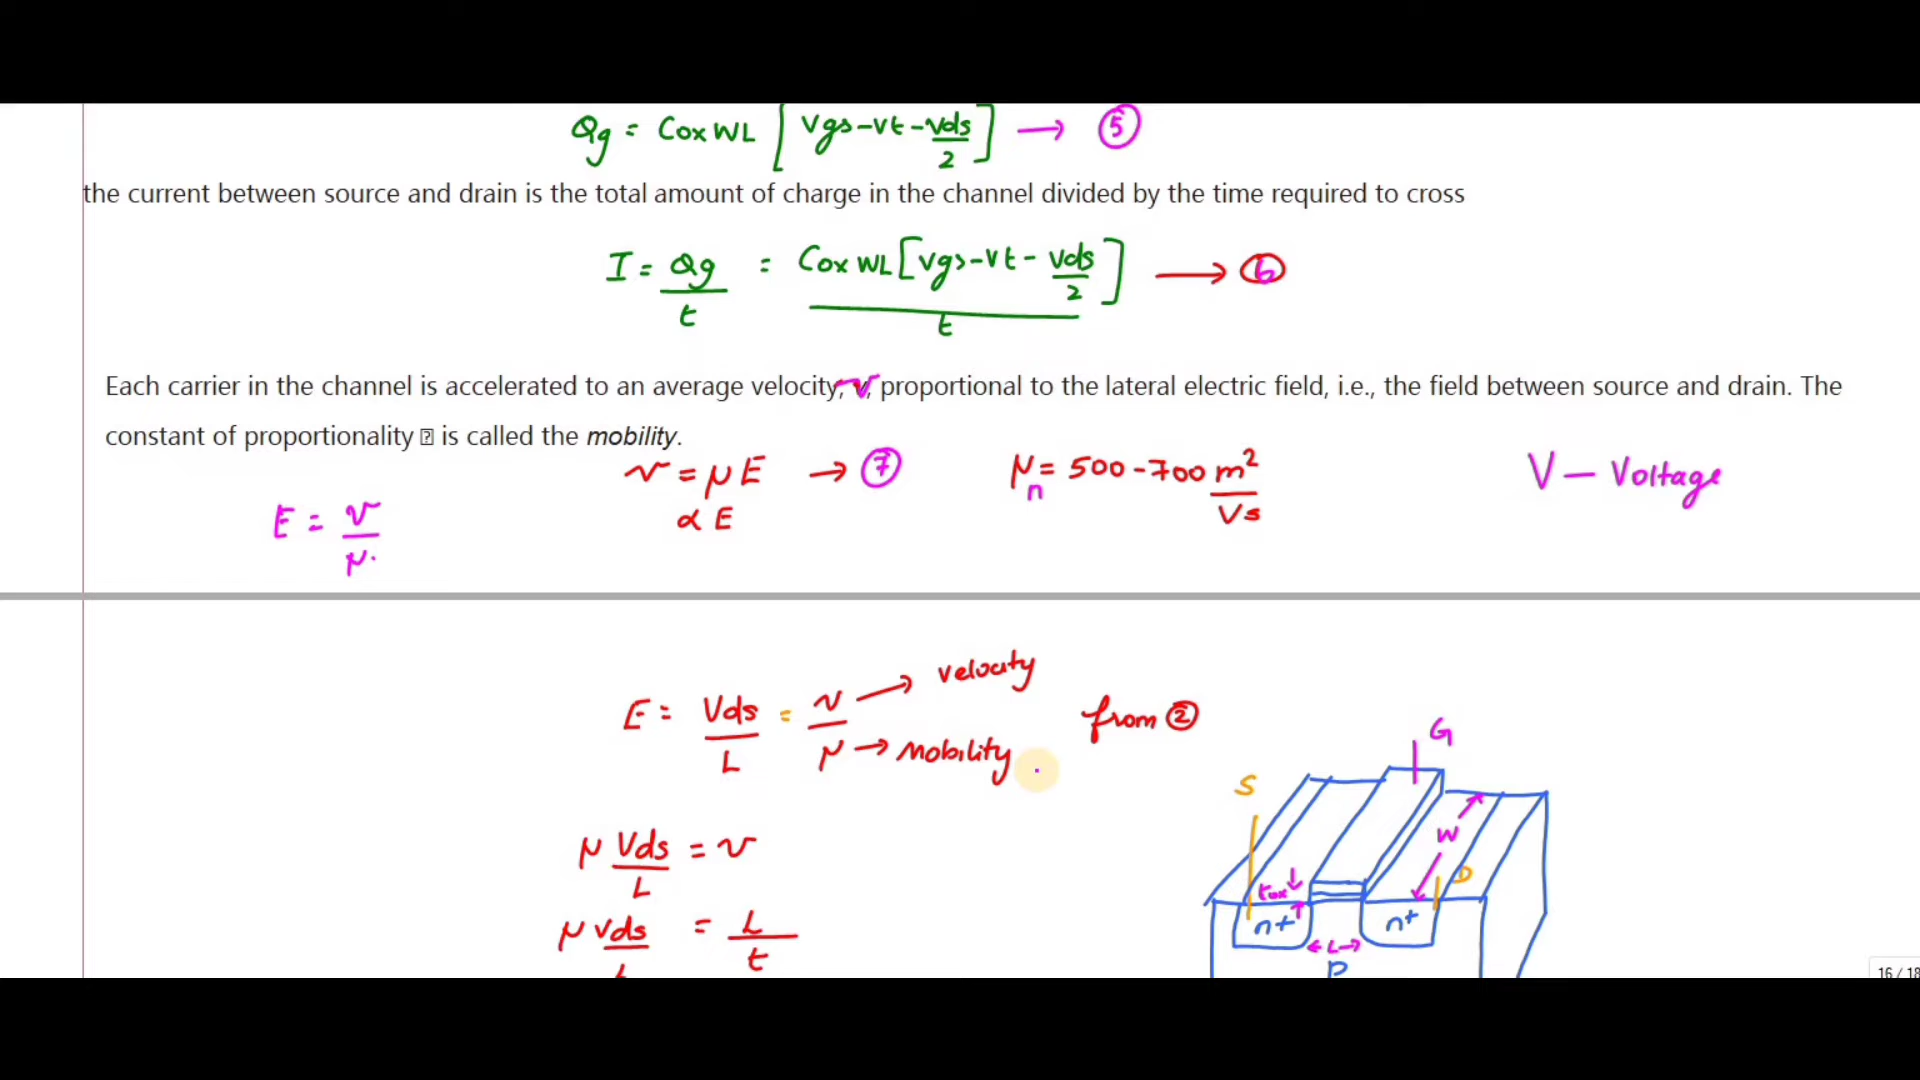 Qg = Cox WL [Vgs - Vt - Vds/2] → ⑤
the current between source and drain is the total amount of charge in the channel divided by the time required to cross
I = Qg/t = Cox WL [Vgs - Vt - Vds/2]/t → ⑥
Each carrier in the channel is accelerated to an average velocity, v, proportional to the lateral electric field, i.e., the field between source and drain. The
constant of proportionality is called the mobility.
v = μE → ⑦
α E
μn = 500 - 700 m²/Vs
V - Voltage
E = v/μ.
E = Vds/L = v/μ
→ velocity
→ Mobility
from ②
μ Vds/L = v
μ Vds/L = L/t
G
S
W
D
tox
n+
n+
L
P
16 / 18